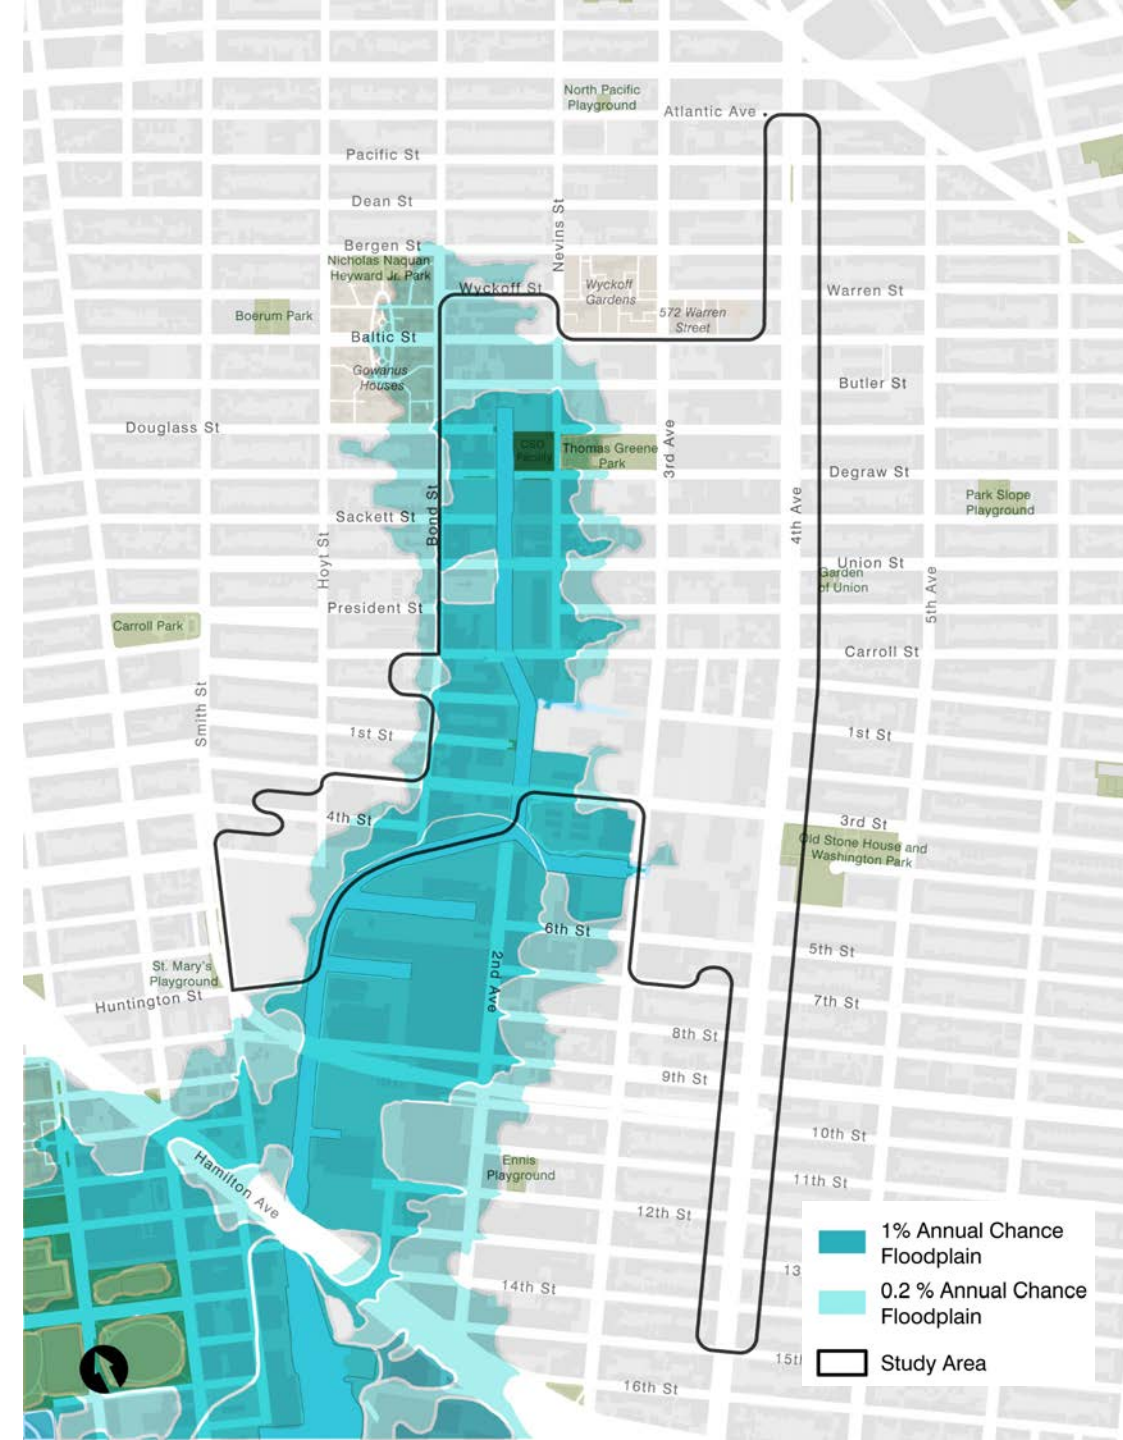 North Pacific
Playground
Atlantic Ave
Pacific St
Dean St
Nevins St
Bergen St
Nicholas Naquan
Heyward Jr. Park
Wyckoff St
Wyckoff
Gardens
Warren St
Boerum Park
572 Warren
Street
Baltic St
Gowanus
Houses
Butler St
Douglass St
3rd Ave
CSO
Facility
Thomas Greene
Park
Degraw St
Bond St
4th Ave
Park Slope
Playground
Sackett St
Hoyt St
Union St
Garden
of Union
5th Ave
President St
Carroll Park
Carroll St
Smith St
1st St
1st St
4th St
3rd St
Old Stone House and
Washington Park
6th St
2nd Ave
5th St
St. Mary's
Playground
Huntington St
7th St
8th St
9th St
10th St
Hamilton Ave
Ennis
Playground
11th St
12th St
13
14th St
15th
16th St
1% Annual Chance
Floodplain
0.2 % Annual Chance
Floodplain
Study Area